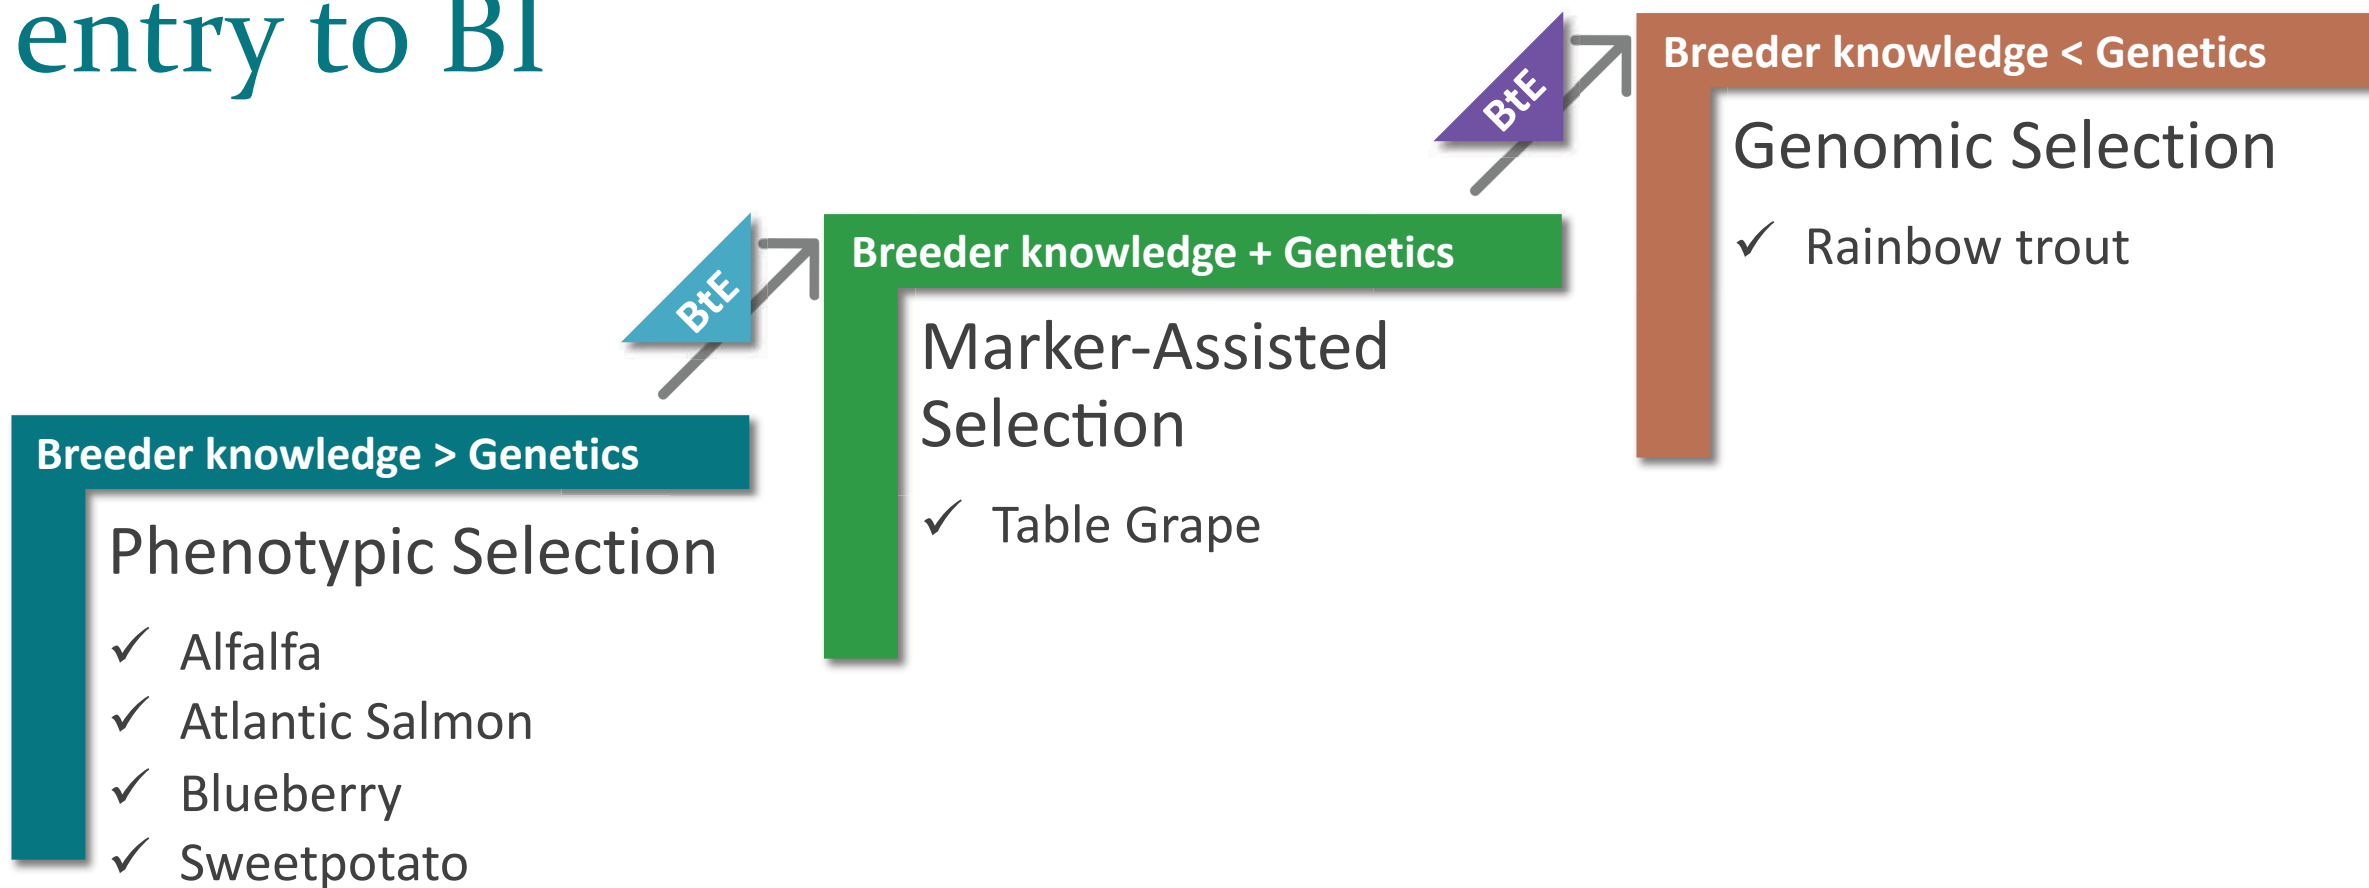 entry to BI
Breeder knowledge > Genetics
Phenotypic Selection
✓ Alfalfa
✓ Atlantic Salmon
✓ Blueberry
✓ Sweetpotato
BtE
Breeder knowledge + Genetics
Marker-Assisted
Selection
✓ Table Grape
BtE
Breeder knowledge < Genetics
Genomic Selection
✓ Rainbow trout